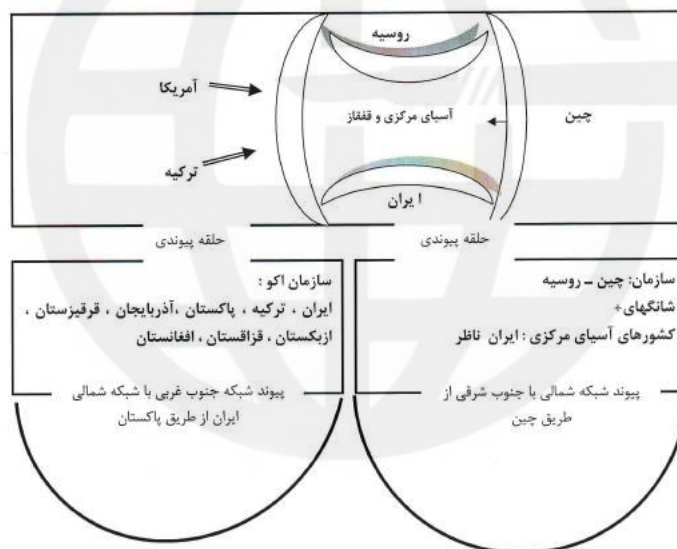 روسیه
آمریکا
آسیای مرکزی و قفقاز
چین
ترکیه
ایران
حلقه پیوندی
حلقه پیوندی
سازمان: چین – روسیه
شانگهای+
کشورهای آسیای مرکزی : ایران ناظر
پیوند شبکه شمالی با جنوب شرقی از
طریق چین
سازمان اکو :
ایران ، ترکیه ، پاکستان ،آذربایجان ، قرقیزستان ،
ازبکستان ، قزاقستان ، افغانستان
پیوند شبکه جنوب غربی با شبکه شمالی
ایران از طریق پاکستان